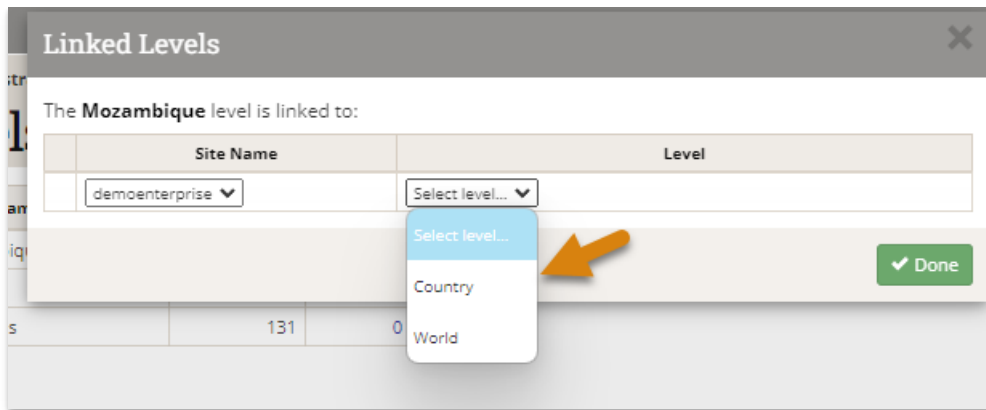 Linked Levels
The Mozambique level is linked to:
Site Name Level
demoenterprise Select level...
Select level...
Country
World
Done
s 131 0